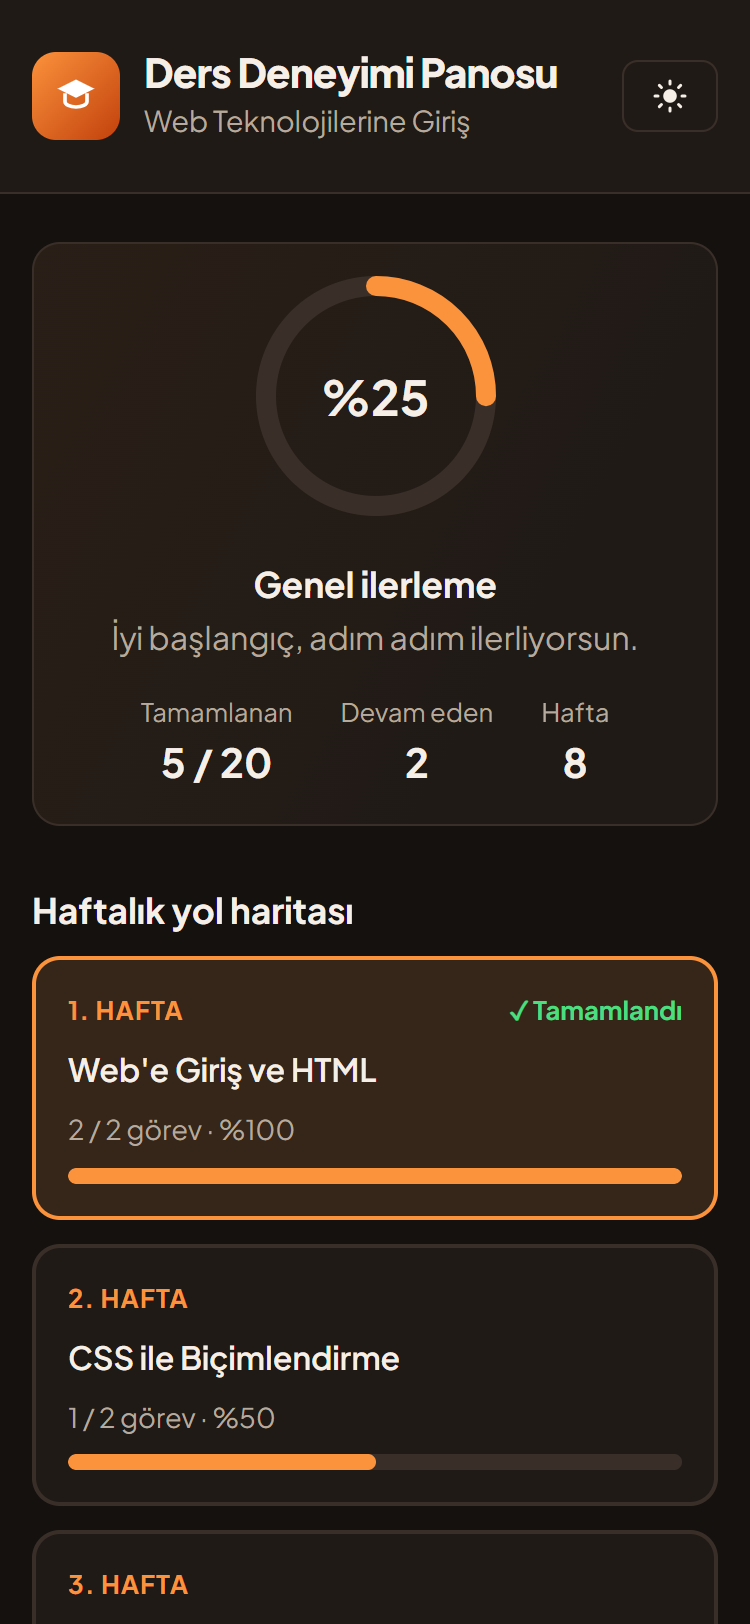 Ders Deneyimi Panosu
Web Teknolojilerine Giriş
%25
Genel ilerleme
İyi başlangıç, adım adım ilerliyorsun.
Tamamlanan Devam eden Hafta
5 / 20 2 8
Haftalık yol haritası
1. HAFTA ✓ Tamamlandı
Web'e Giriş ve HTML
2 / 2 görev · %100
2. HAFTA
CSS ile Biçimlendirme
1 / 2 görev · %50
3. HAFTA